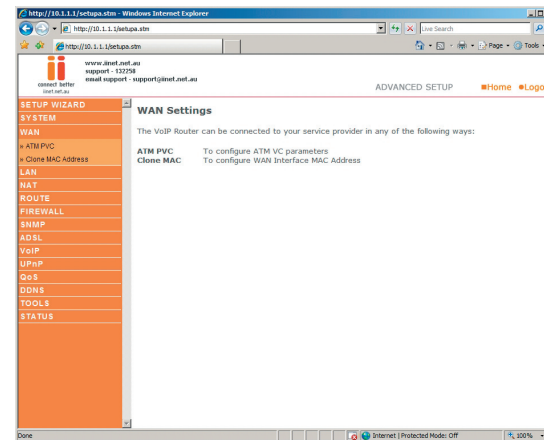 http://10.1.1.1/setupa.stm - Windows Internet Explorer
http://10.1.1.1/setupa.stm
Live Search
http://10.1.1.1/setupa.stm
Page
Tools
www.iinet.net.au
support - 132258
email support - support@iinet.net.au
connect better
iinet.net.au
ADVANCED SETUP
Home
Logo
SETUP WIZARD
SYSTEM
WAN
» ATM PVC
» Clone MAC Address
LAN
NAT
ROUTE
FIREWALL
SNMP
ADSL
VoIP
UPnP
QoS
DDNS
TOOLS
STATUS
WAN Settings
The VoIP Router can be connected to your service provider in any of the following ways:
ATM PVC To configure ATM VC parameters
Clone MAC To configure WAN Interface MAC Address
Done
Internet | Protected Mode: Off
100%